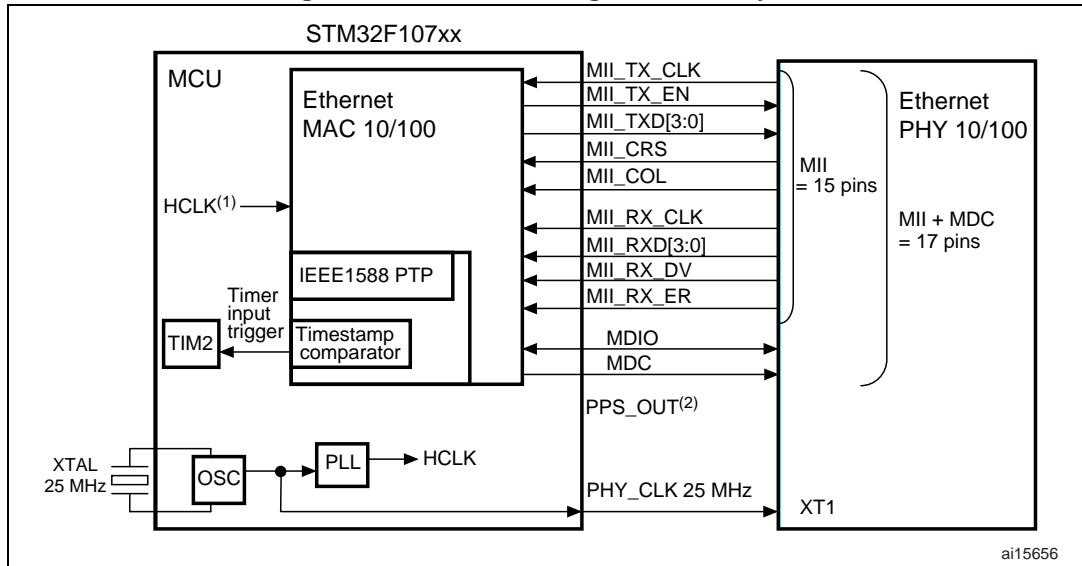 STM32F107xx
MCU
Ethernet
MAC 10/100
HCLK(1)
IEEE1588 PTP
Timer
input
trigger
TIM2
Timestamp
comparator
XTAL
25 MHz
OSC
PLL
HCLK
MII_TX_CLK
MII_TX_EN
MII_TXD[3:0]
MII_CRS
MII_COL
MII_RX_CLK
MII_RXD[3:0]
MII_RX_DV
MII_RX_ER
MDIO
MDC
PPS_OUT(2)
PHY_CLK 25 MHz
MII
= 15 pins
Ethernet
PHY 10/100
MII + MDC
= 17 pins
XT1
ai15656